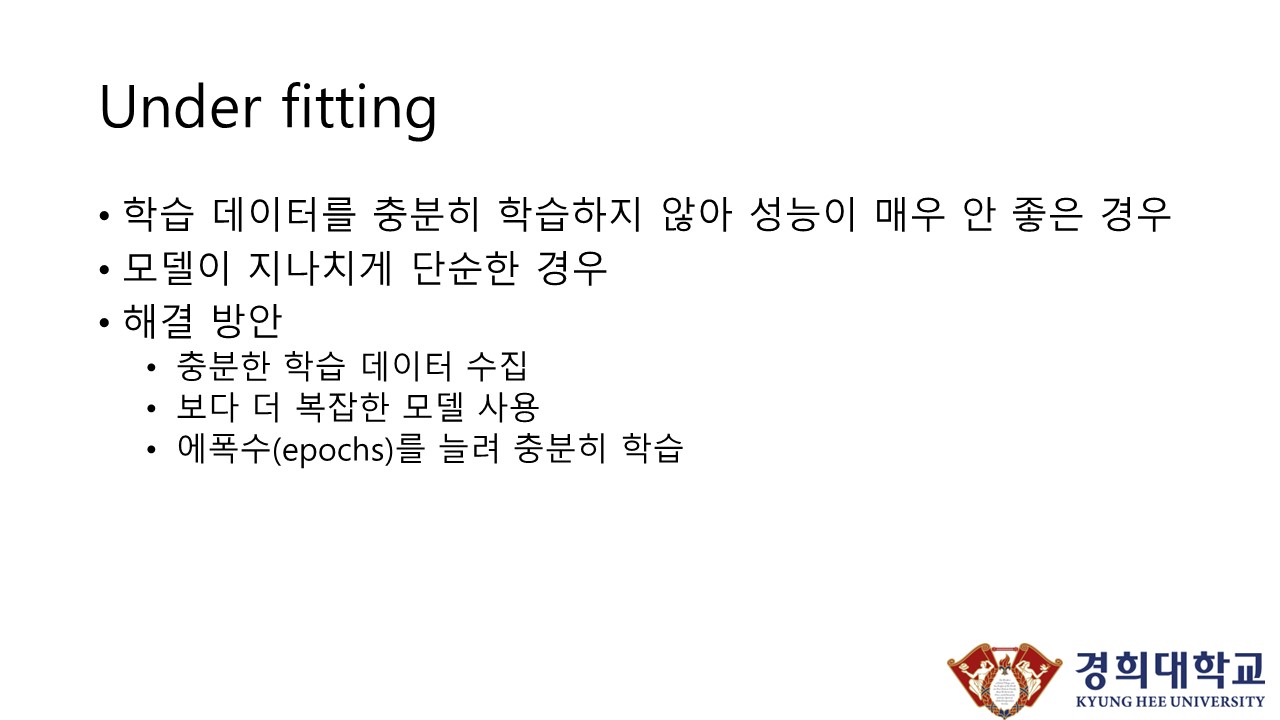 Under fitting
• 학습 데이터를 충분히 학습하지 않아 성능이 매우 안 좋은 경우
• 모델이 지나치게 단순한 경우
• 해결 방안
• 충분한 학습 데이터 수집
• 보다 더 복잡한 모델 사용
• 에폭수(epochs)를 늘려 충분히 학습
경희대학교
KYUNG HEE UNIVERSITY